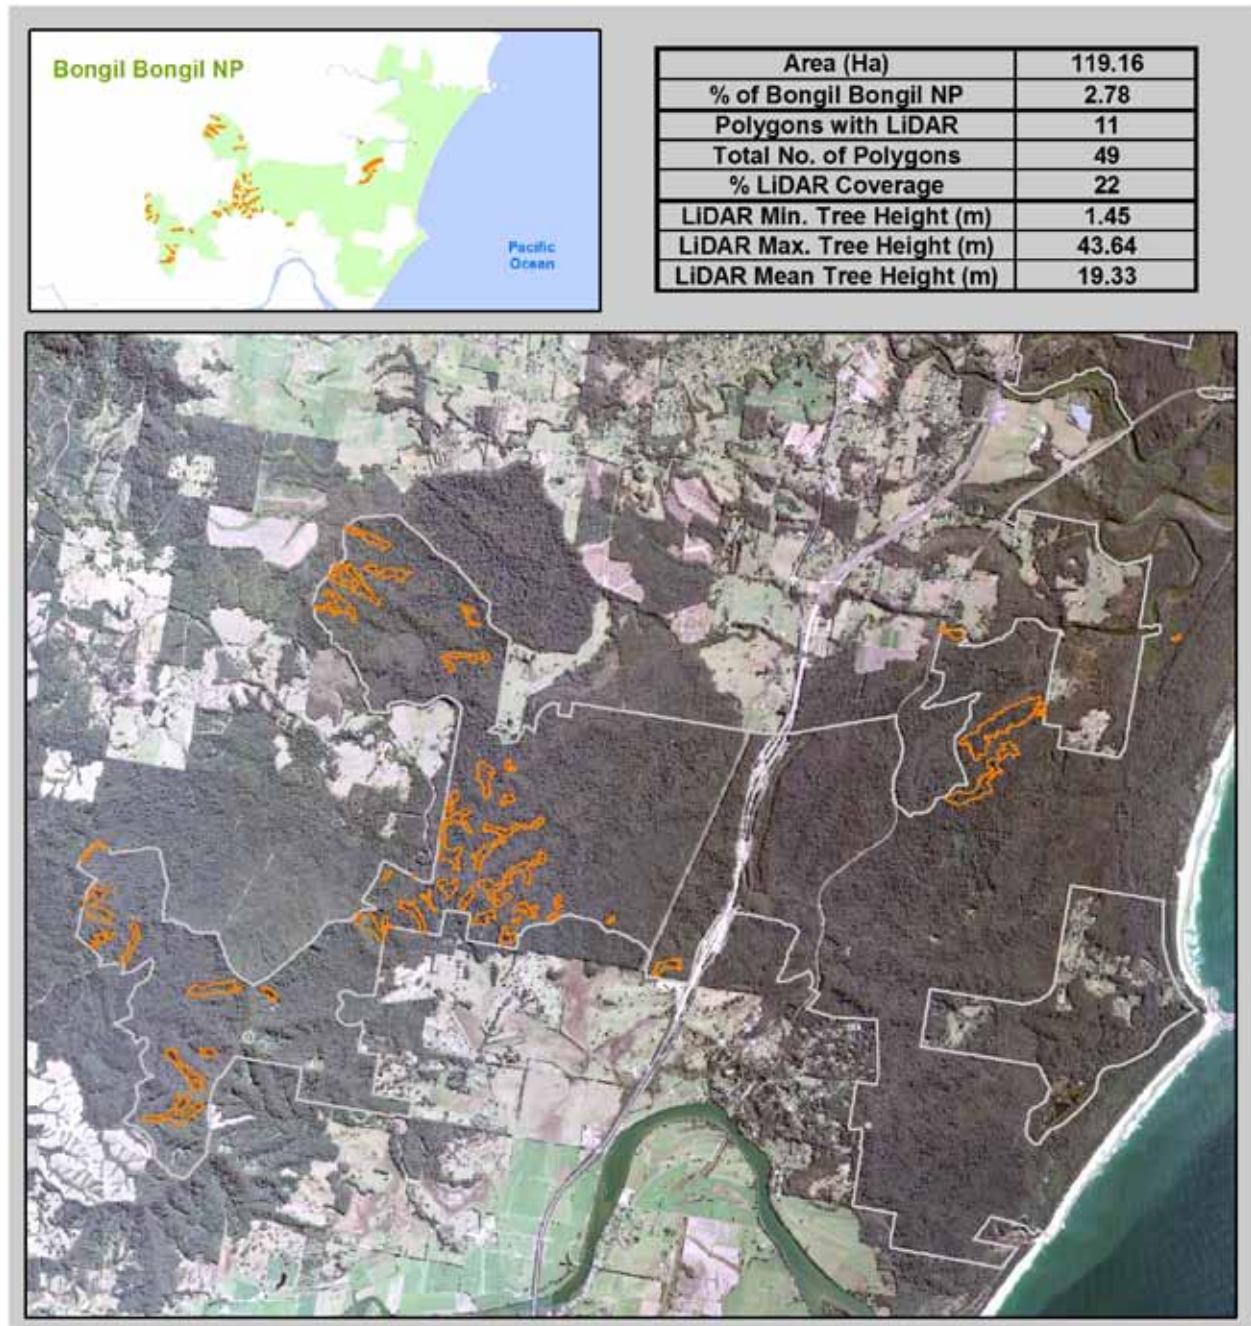 Bongil Bongil NP
Pacific
Ocean
Area (Ha) 119.16
% of Bongil Bongil NP 2.78
Polygons with LiDAR 11
Total No. of Polygons 49
% LiDAR Coverage 22
LiDAR Min. Tree Height (m) 1.45
LiDAR Max. Tree Height (m) 43.64
LiDAR Mean Tree Height (m) 19.33